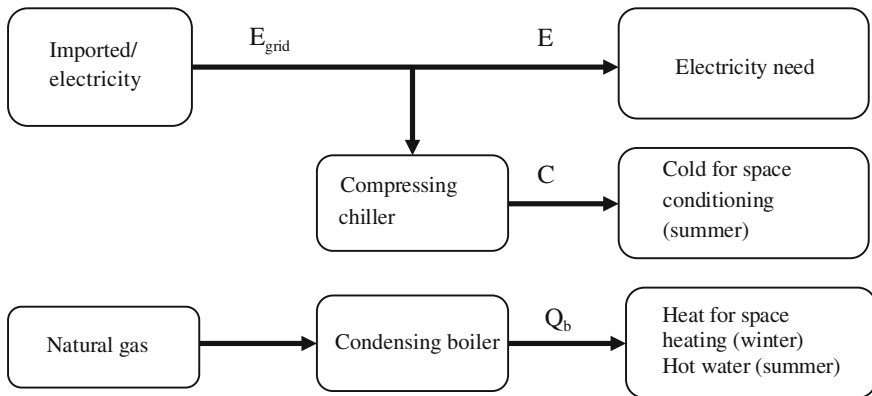 Imported/
electricity
E_grid
E
Electricity need
Compressing
chiller
C
Cold for space
conditioning
(summer)
Natural gas
Condensing boiler
Q_b
Heat for space
heating (winter)
Hot water (summer)